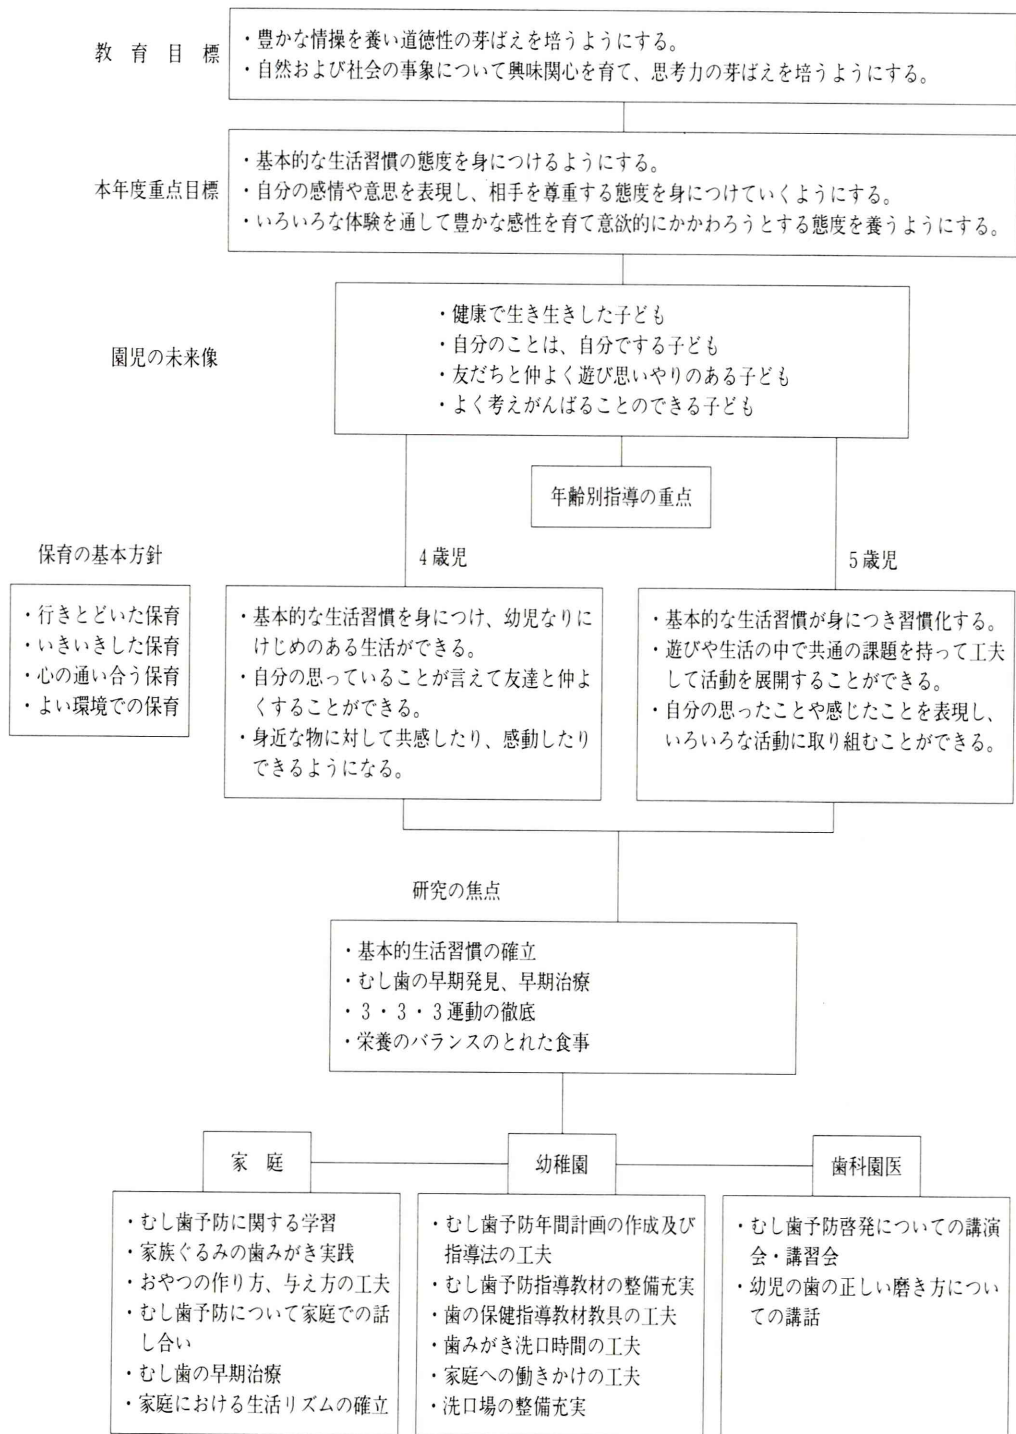 教育目標
・豊かな情操を養い道徳性の芽ばえを培うようにする。
・自然および社会の事象について興味関心を育て、思考力の芽ばえを培うようにする。
本年度重点目標
・基本的な生活習慣の態度を身につけるようにする。
・自分の感情や意思を表現し、相手を尊重する態度を身につけていくようにする。
・いろいろな体験を通して豊かな感性を育て意欲的にかかわろうとする態度を養うようにする。
園児の未来像
・健康で生き生きした子ども
・自分のことは、自分でする子ども
・友だちと仲よく遊び思いやりのある子ども
・よく考えがんばることのできる子ども
年齢別指導の重点
保育の基本方針
・行きとどいた保育
・いきいきした保育
・心の通い合う保育
・よい環境での保育
4歳児
・基本的な生活習慣を身につけ、幼児なりに
けじめのある生活ができる。
・自分の思っていることが言えて友達と仲よ
くすることができる。
・身近な物に対して共感したり、感動したり
できるようになる。
5歳児
・基本的な生活習慣が身につき習慣化する。
・遊びや生活の中で共通の課題を持って工夫
して活動を展開することができる。
・自分の思ったことや感じたことを表現し、
いろいろな活動に取り組むことができる。
研究の焦点
・基本的生活習慣の確立
・むし歯の早期発見、早期治療
・3・3・3運動の徹底
・栄養のバランスのとれた食事
家庭
・むし歯予防に関する学習
・家族ぐるみの歯みがき実践
・おやつの作り方、与え方の工夫
・むし歯予防について家庭での話
し合い
・むし歯の早期治療
・家庭における生活リズムの確立
幼稚園
・むし歯予防年間計画の作成及び
指導法の工夫
・むし歯予防指導教材の整備充実
・歯の保健指導教材教具の工夫
・歯みがき洗口時間の工夫
・家庭への働きかけの工夫
・洗口場の整備充実
歯科園医
・むし歯予防啓発についての講演
会・講習会
・幼児の歯の正しい磨き方につい
ての講話